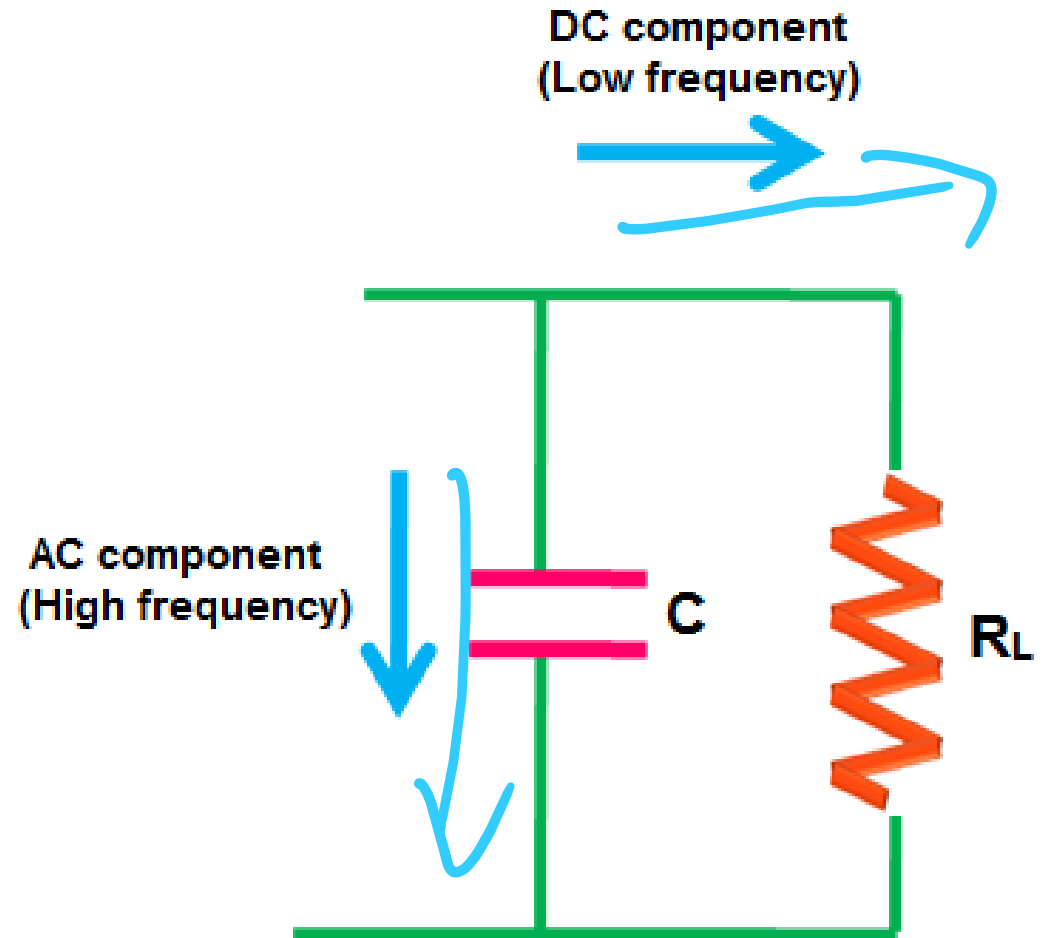 DC component
(Low frequency)
AC component
(High frequency)
C
RL